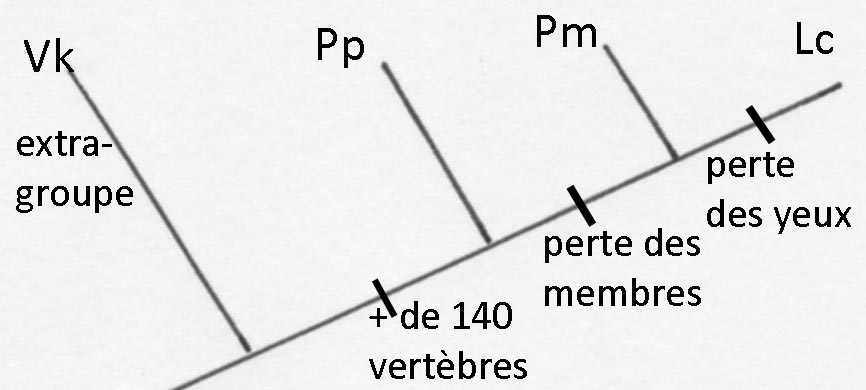 Vk
Pp
Pm
Lc
extra-
groupe
+ de 140
vertèbres
perte des
membres
perte
des yeux